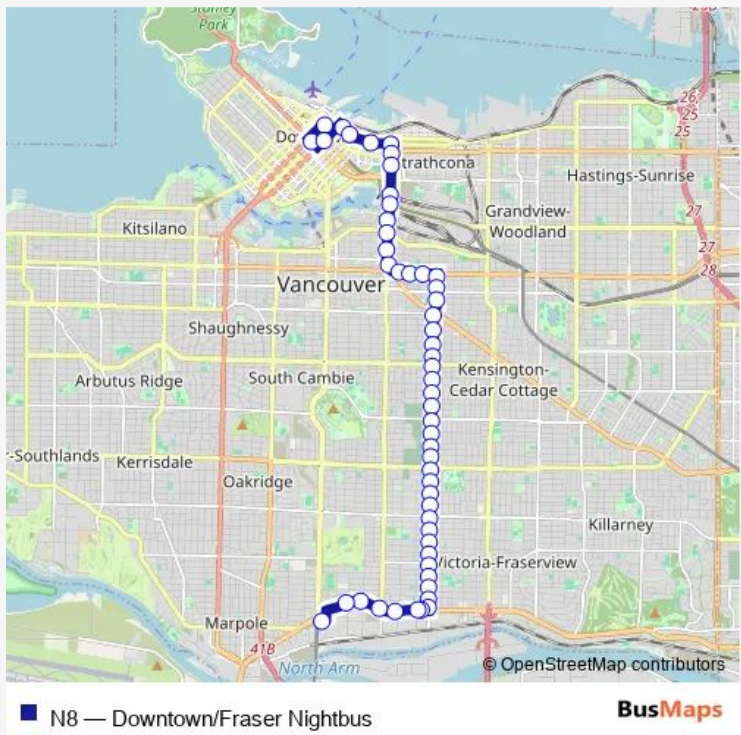 Stanley
Park
26
25
25
Do
trathcona
Hastings-Sunrise
Grandview-
Woodland
27
Kitsilano
27
28
Vancouver
Shaughnessy
Arbutus Ridge
South Cambie
Kensington-
Cedar Cottage
r-Southlands
Kerrisdale
Oakridge
Killarney
Victoria-Fraserview
Marpole
41B
North Arm
© OpenStreetMap contributors
N8 — Downtown/Fraser Nightbus
BusMaps